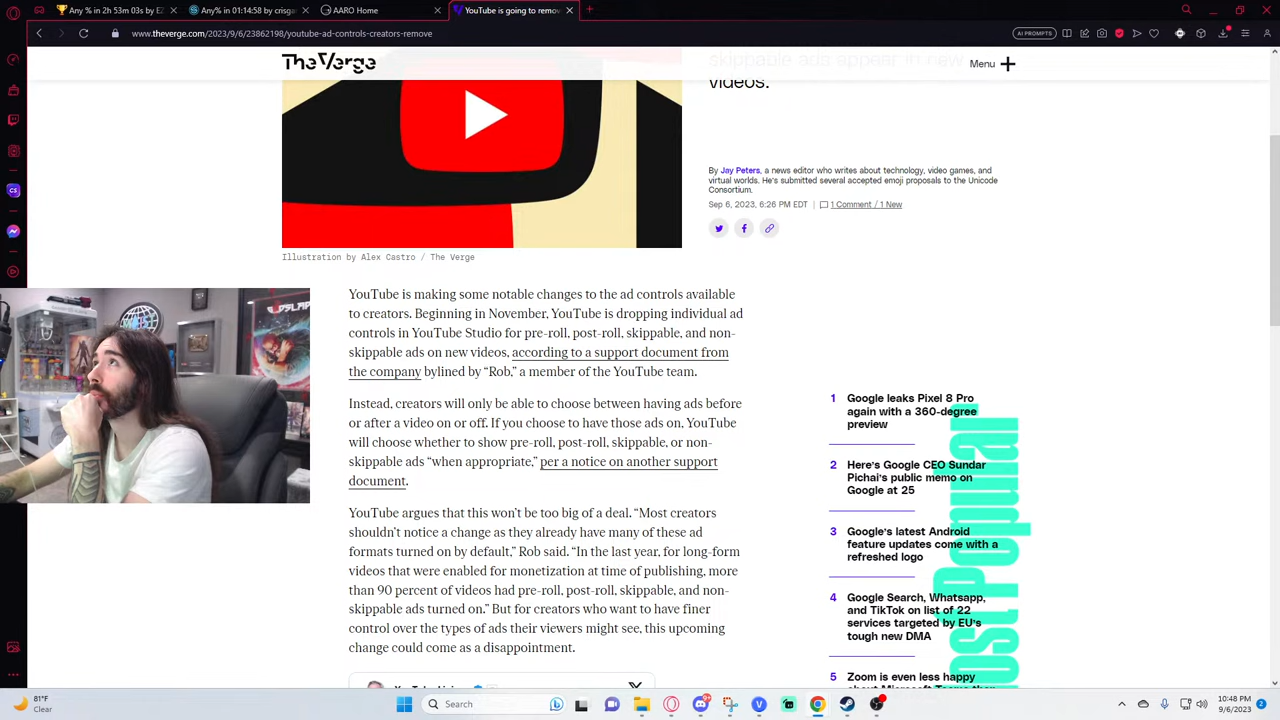 Any % in 2h 53m 03s by E2
Any% in 01:14:58 by
AARO Home
YouTube is going to remov
www.theverge.com/2023/9/6/23862198/youtube-ad-controls-creators-remove
AI PROMPTS
TheVerge
Menu
skippable ads appear in new
videos.
By Jay Peters, a news editor who writes about technology, video games, and
virtual worlds. He's submitted several accepted emoji proposals to the Unicode
Consortium.
Sep 6, 2023, 6:26 PM EDT | 1 Comment / 1 New
Illustration by Alex Castro / The Verge
YouTube is making some notable changes to the ad controls available
to creators. Beginning in November, YouTube is dropping individual ad
controls in YouTube Studio for pre-roll, post-roll, skippable, and non-
skippable ads on new videos, according to a support document from
the company bylined by “Rob,” a member of the YouTube team.
Instead, creators will only be able to choose between having ads before
or after a video on or off. If you choose to have those ads on, YouTube
will choose whether to show pre-roll, post-roll, skippable, or non-
skippable ads “when appropriate,” per a notice on another support
document.
YouTube argues that this won’t be too big of a deal. “Most creators
shouldn’t notice a change as they already have many of these ad
formats turned on by default,” Rob said. “In the last year, for long-form
videos that were enabled for monetization at time of publishing, more
than 90 percent of videos had pre-roll, post-roll, skippable, and non-
skippable ads turned on.” But for creators who want to have finer
control over the types of ads their viewers might see, this upcoming
change could come as a disappointment.
1 Google leaks Pixel 8 Pro
again with a 360-degree
preview
2 Here’s Google CEO Sundar
Pichai’s public memo on
Google at 25
3 Google’s latest Android
feature updates come with a
refreshed logo
4 Google Search, Whatsapp,
and TikTok on list of 22
services targeted by EU’s
tough new DMA
5 Zoom is even less happy
Most Popular
CS
81°F
Clear
Search
9+
10:48 PM
9/6/2023
2